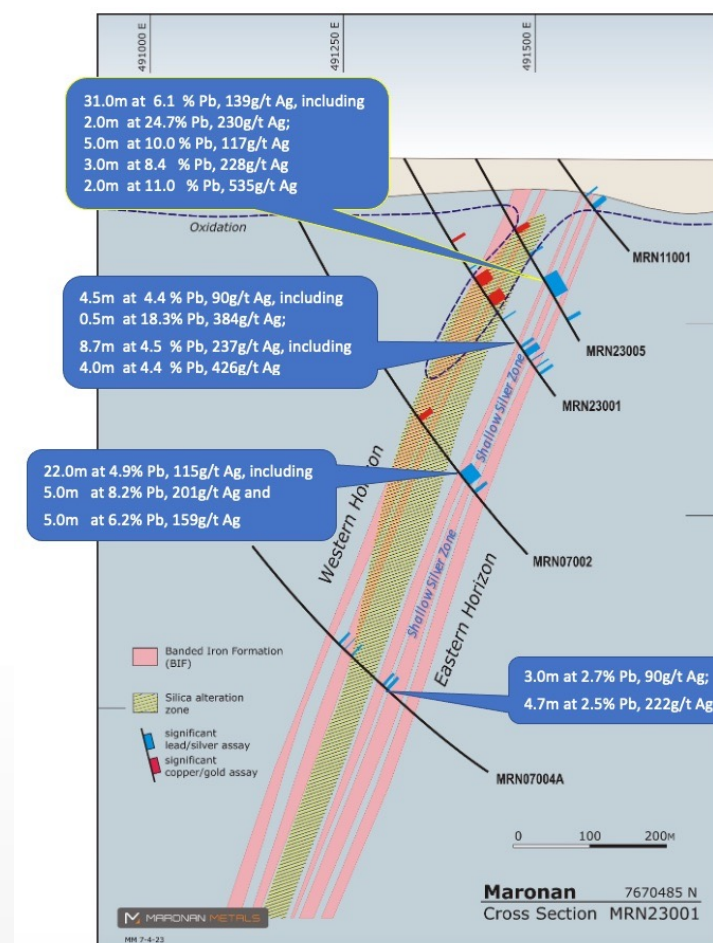 491000 E
491250 E
491500 E
31.0m at 6.1 % Pb, 139g/t Ag, including
2.0m at 24.7% Pb, 230g/t Ag;
5.0m at 10.0 % Pb, 117g/t Ag
3.0m at 8.4 % Pb, 228g/t Ag
2.0m at 11.0 % Pb, 535g/t Ag
Oxidation
MRN11001
4.5m at 4.4 % Pb, 90g/t Ag, including
0.5m at 18.3% Pb, 384g/t Ag;
8.7m at 4.5 % Pb, 237g/t Ag, including
4.0m at 4.4 % Pb, 426g/t Ag
MRN23005
MRN23001
Shallow Silver Zone
22.0m at 4.9% Pb, 115g/t Ag, including
5.0m at 8.2% Pb, 201g/t Ag and
5.0m at 6.2% Pb, 159g/t Ag
Western Horizon
MRN07002
Shallow Silver Zone
Eastern Horizon
Banded Iron Formation
(BIF)
Silica alteration
zone
significant
lead/silver assay
significant
copper/gold assay
3.0m at 2.7% Pb, 90g/t Ag;
4.7m at 2.5% Pb, 222g/t Ag
MRN07004A
0 100 200M
Maronan 7670485 N
Cross Section MRN23001
MARONAN METALS
MM 7-4-23